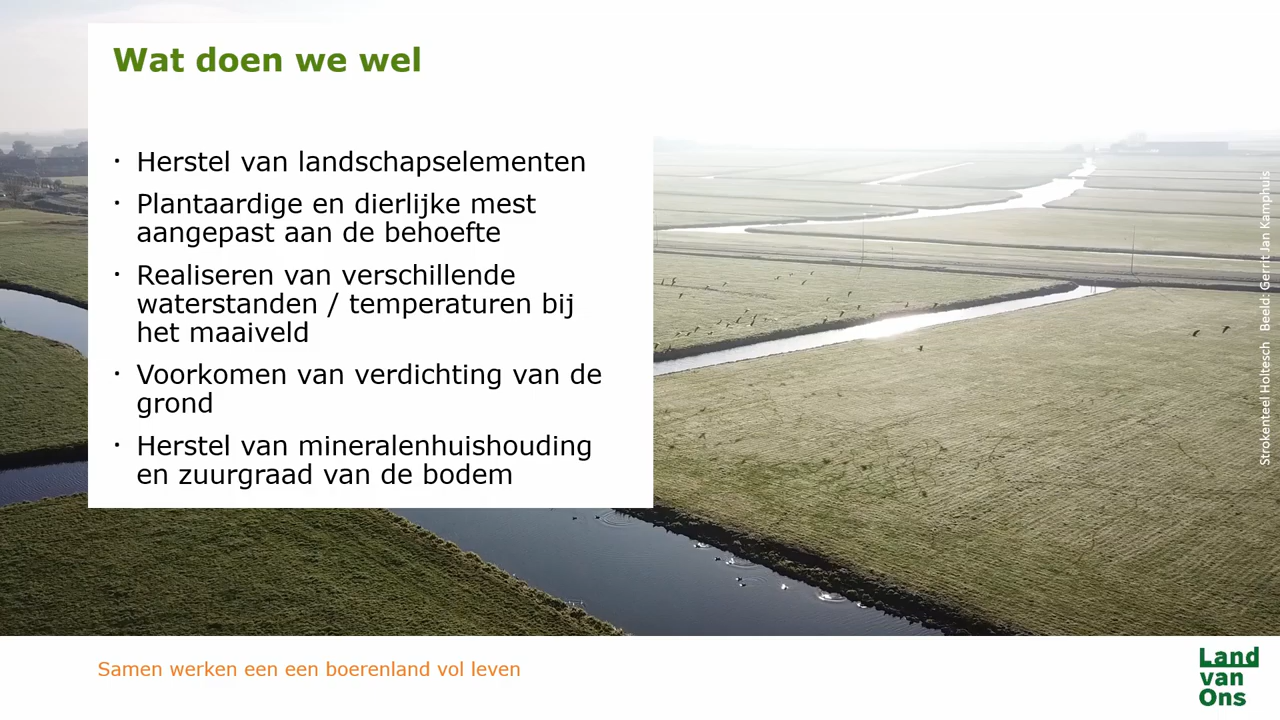 Wat doen we wel
· Herstel van landschapselementen
· Plantaardige en dierlijke mest
aangepast aan de behoefte
· Realiseren van verschillende
waterstanden / temperaturen bij
het maaiveld
· Voorkomen van verdichting van de
grond
· Herstel van mineralenhuishouding
en zuurgraad van de bodem
Strokenteel Holtesch Beeld: Gerrit Jan Kamphuis
Samen werken een een boerenland vol leven
Land
van
Ons